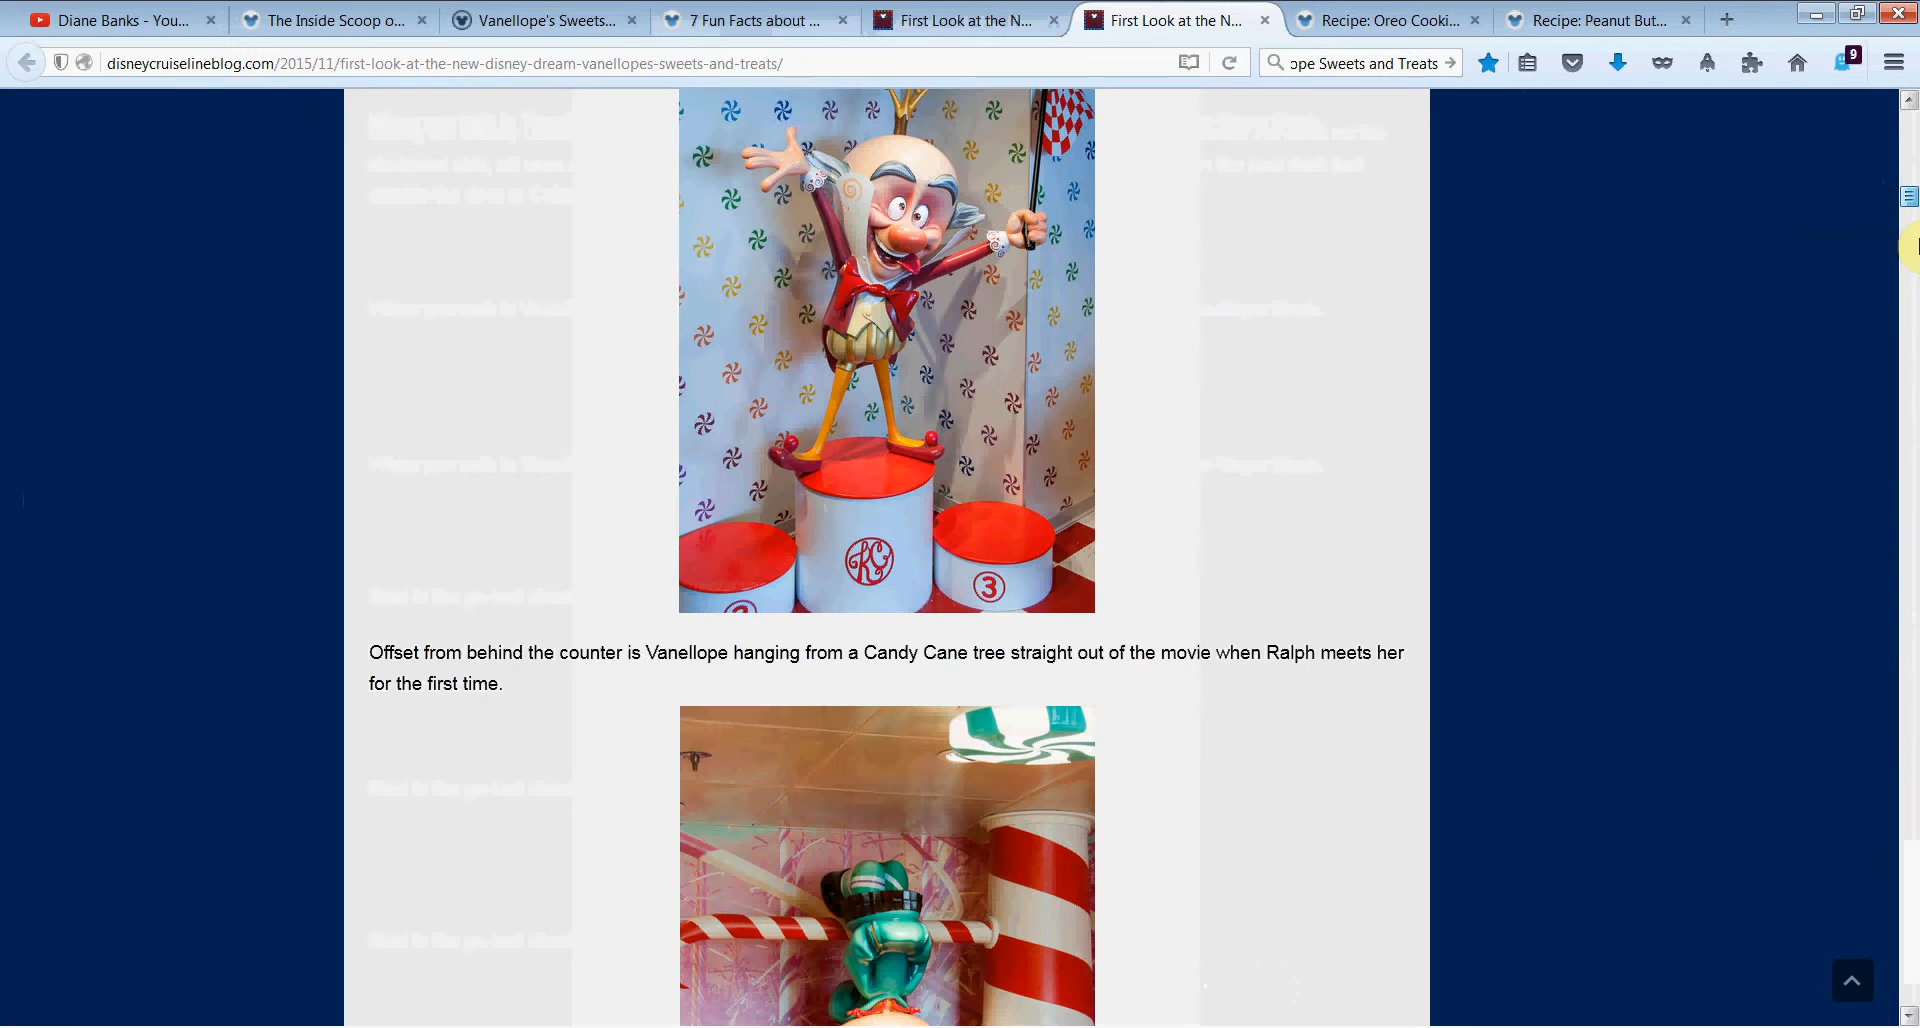 Diane Banks - You...
The Inside Scoop o...
Vanellope's Sweets...
7 Fun Facts about ...
First Look at the N...
First Look at the N...
Recipe: Oreo Cooki...
Recipe: Peanut But...
disneycruiselineblog.com/2015/11/first-look-at-the-new-disney-dream-vanellopes-sweets-and-treats/
ope Sweets and Treats
9
KC
3
Offset from behind the counter is Vanellope hanging from a Candy Cane tree straight out of the movie when Ralph meets her
for the first time.